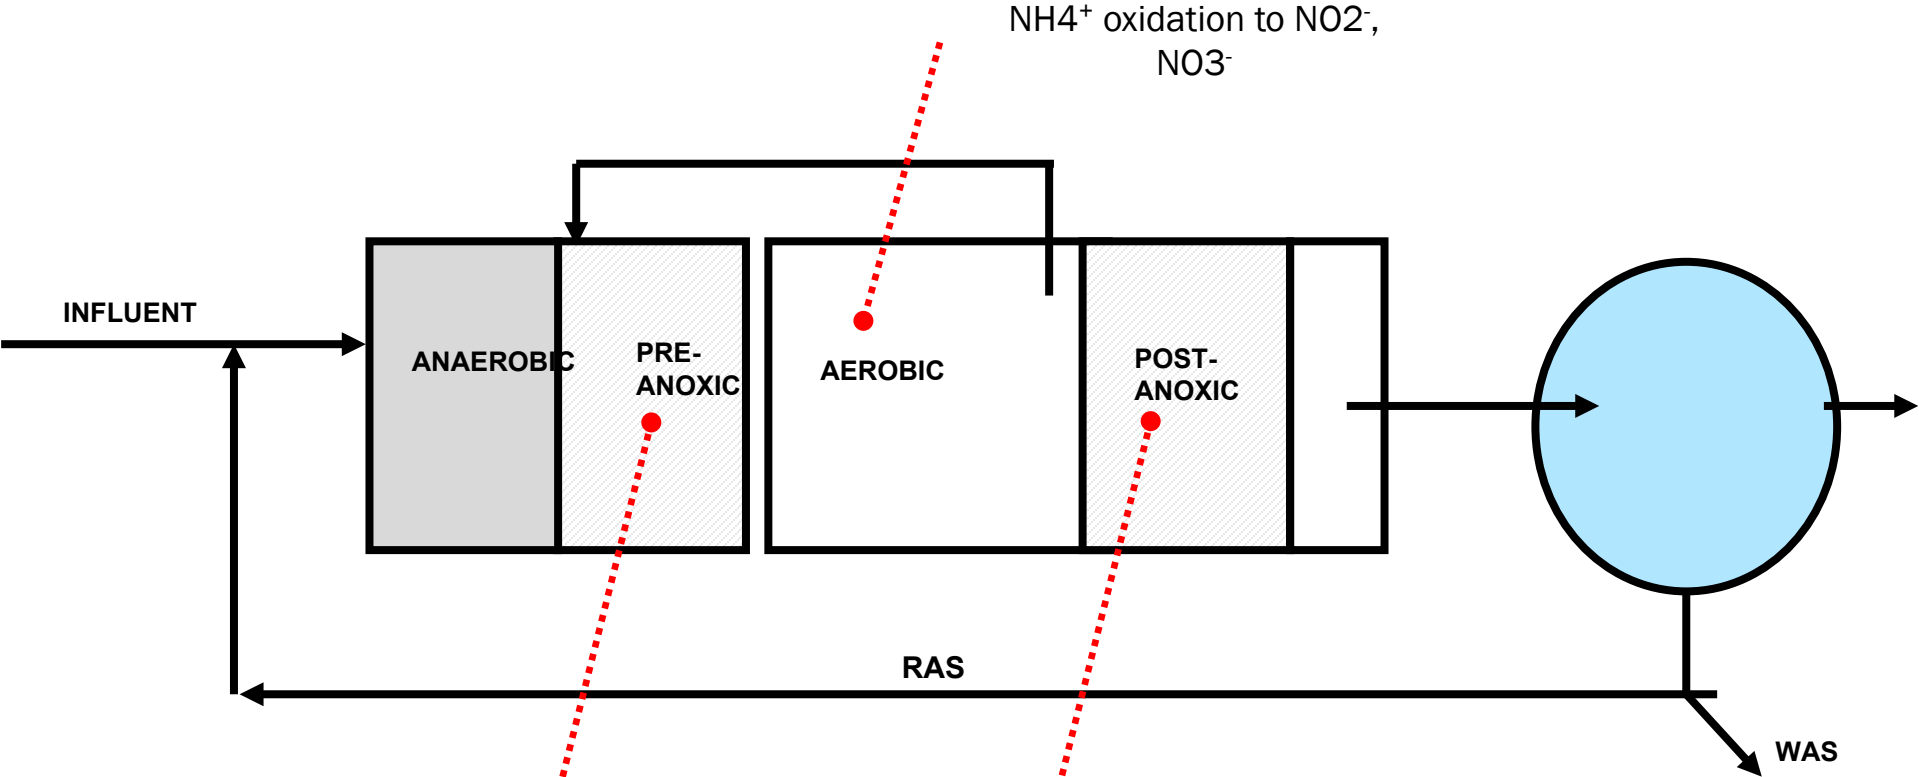 NH4⁺ oxidation to NO2⁻,
NO3⁻
INFLUENT
ANAEROBIC
PRE-
ANOXIC
AEROBIC
POST-
ANOXIC
RAS
WAS